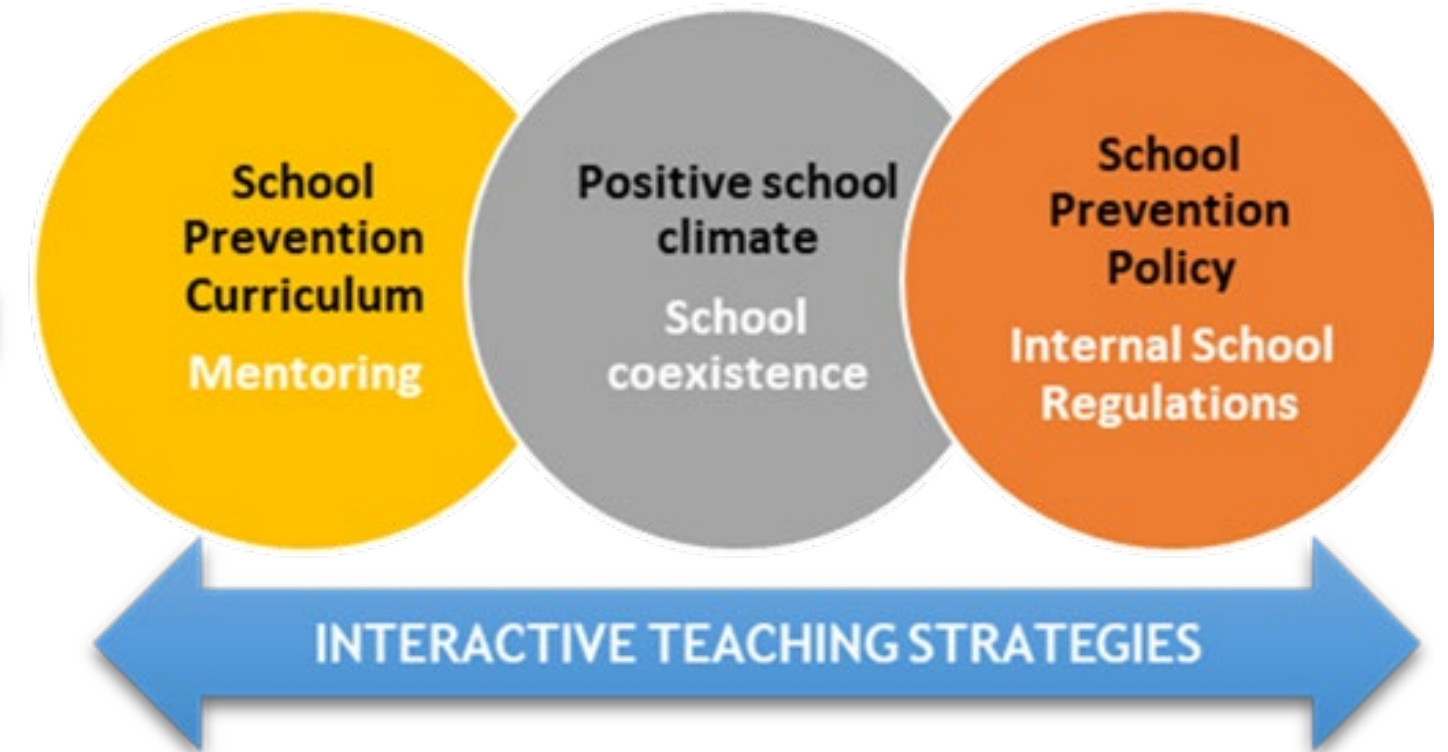 School
Prevention
Curriculum
Mentoring
Positive school
climate
School
coexistence
School
Prevention
Policy
Internal School
Regulations
INTERACTIVE TEACHING STRATEGIES